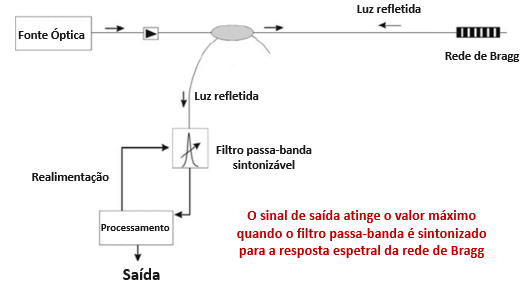 Luz refletida
Fonte Óptica
Rede de Bragg
Luz refletida
Filtro passa-banda
sintonizável
Realimentação
Processamento
O sinal de saída atinge o valor máximo
quando o filtro passa-banda é sintonizado
para a resposta espetral da rede de Bragg
Saída